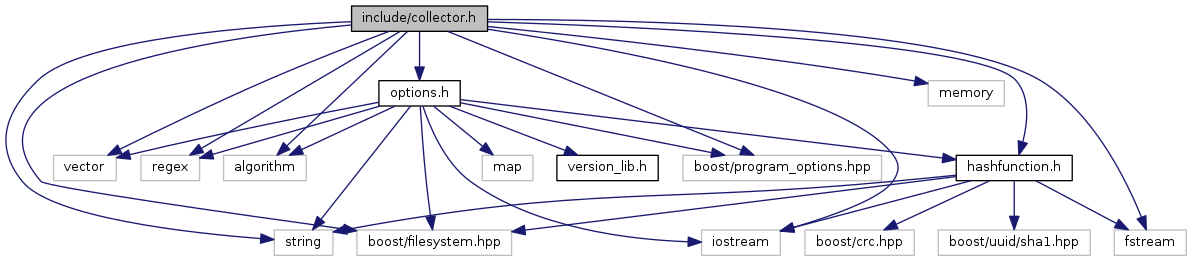 include/collector.h
options.h
memory
vector
regex
algorithm
map
version_lib.h
boost/program_options.hpp
hashfunction.h
string
boost/filesystem.hpp
iostream
boost/crc.hpp
boost/uuid/sha1.hpp
fstream